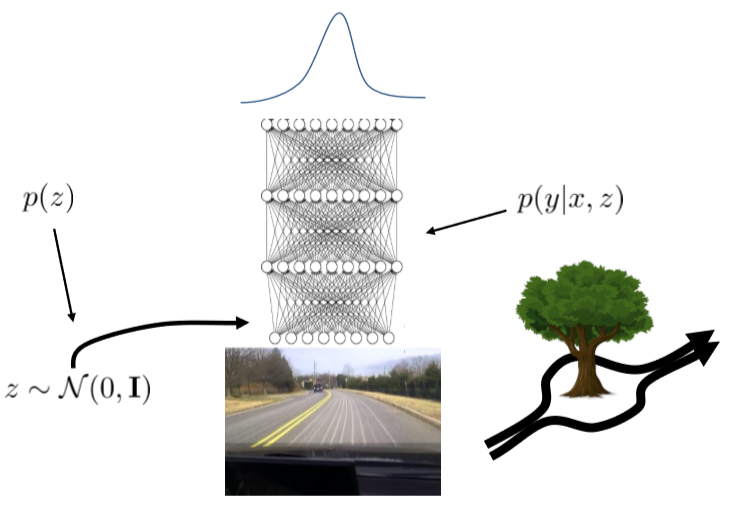 p(z)
p(y|x, z)
z ∼ 𝒩(0, I)